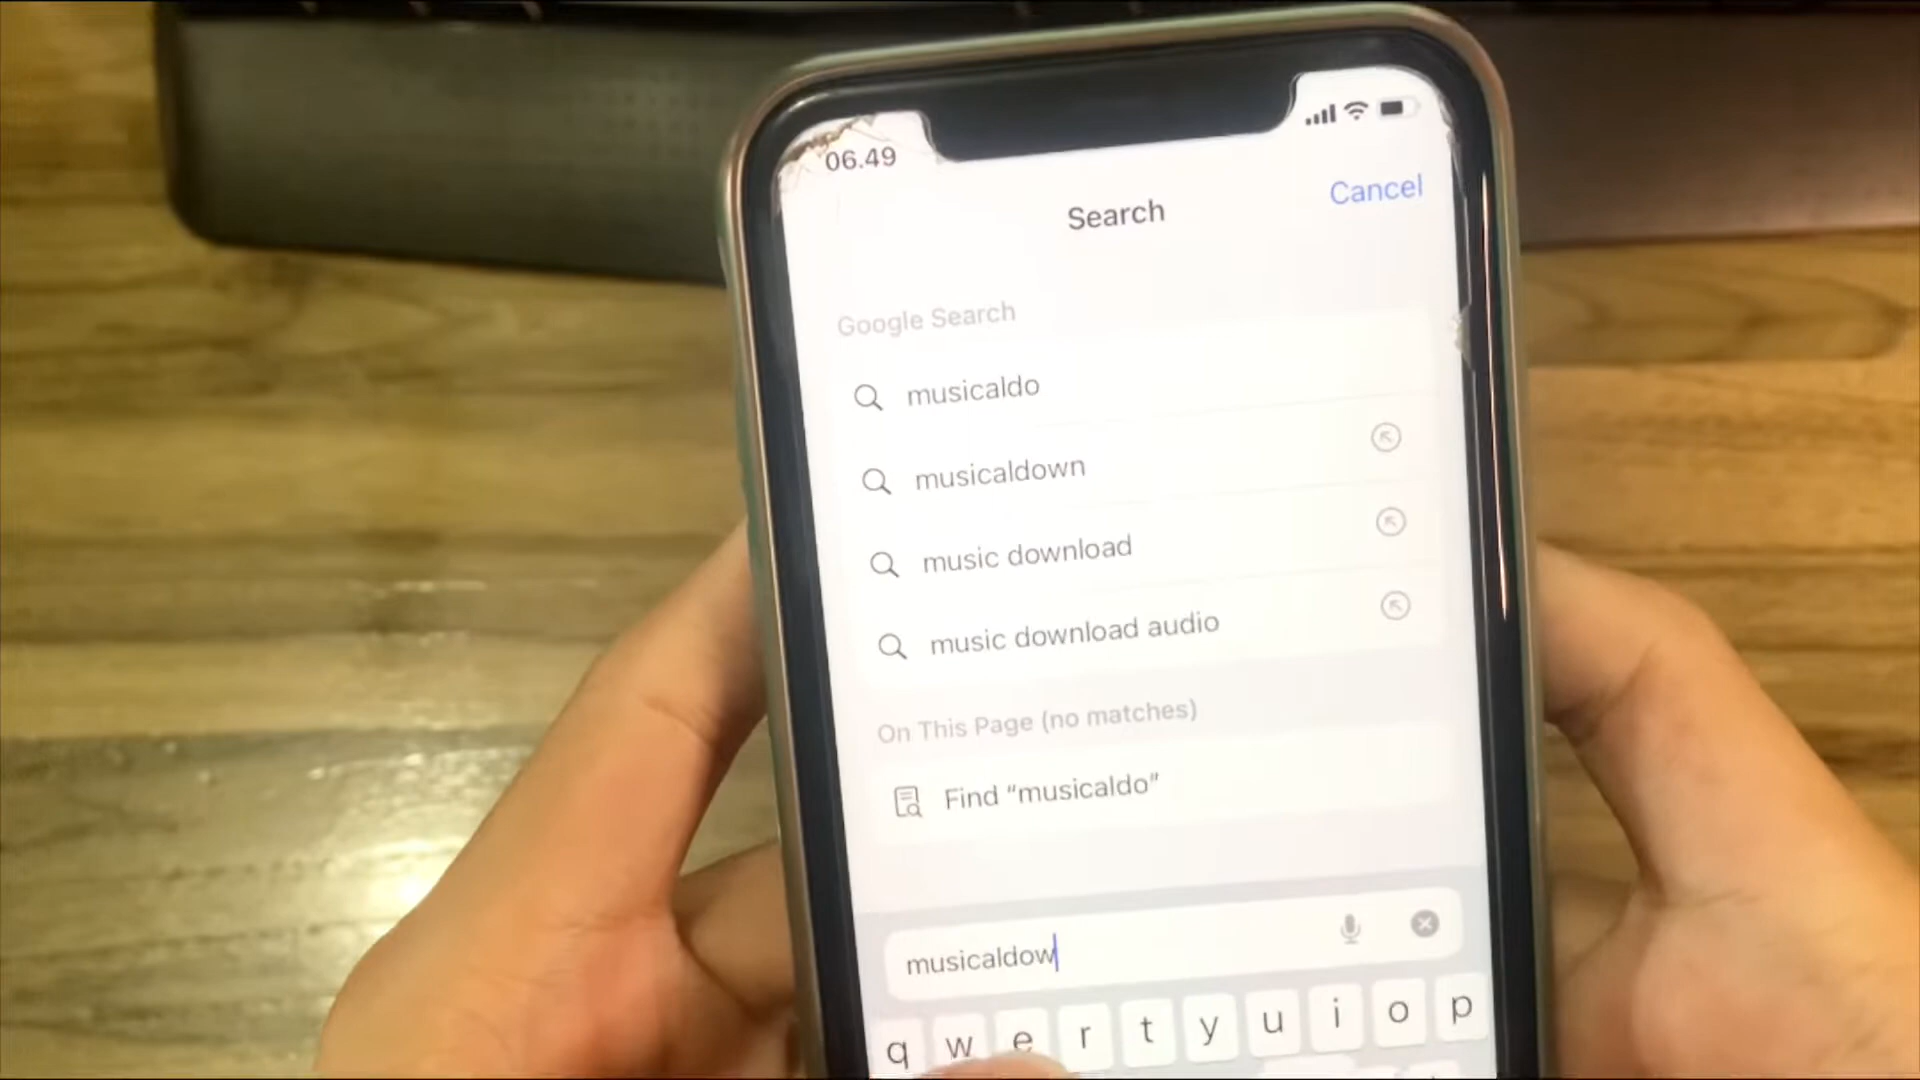 06.49
Search
Cancel
Google Search
musicaldo
musicaldown
music download
music download audio
On This Page (no matches)
Find “musicaldo”
musicaldow
q w e r t y u i o p